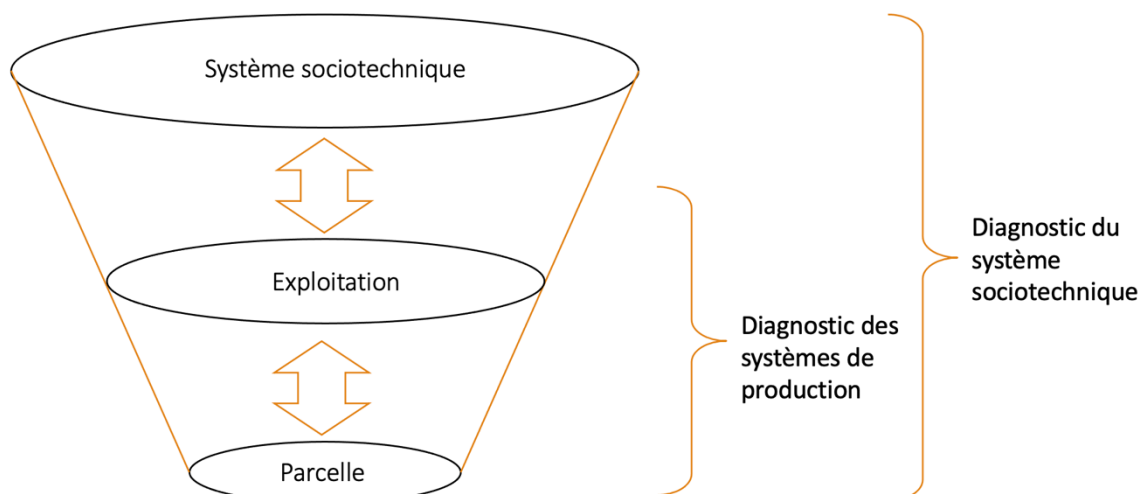 Système sociotechnique
Exploitation
Parcelle
Diagnostic des
systèmes de
production
Diagnostic du
système
sociotechnique